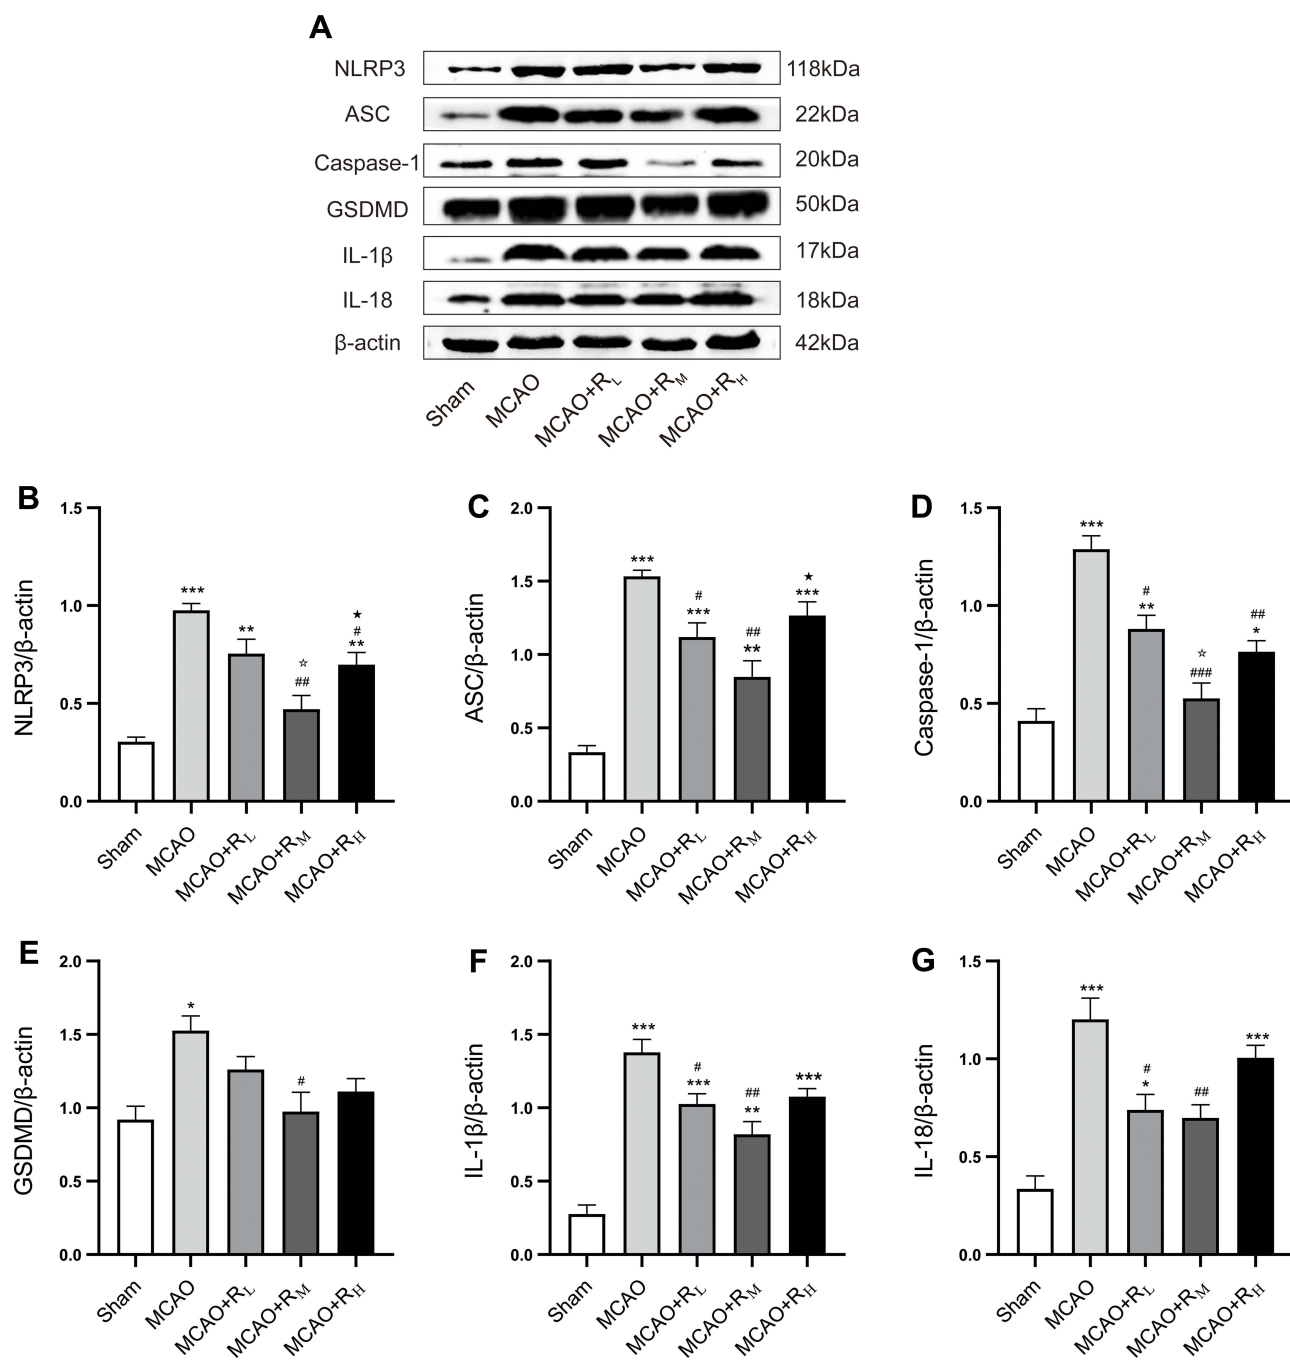 A
NLRP3 118kDa
ASC 22kDa
Caspase-1 20kDa
GSDMD 50kDa
IL-1β 17kDa
IL-18 18kDa
β-actin 42kDa
Sham MCAO MCAO+RL MCAO+RM MCAO+RH
B
NLRP3/β-actin
1.5
1.0
0.5
0.0
***
**
☆
##
★
#
**
Sham MCAO MCAO+RL MCAO+RM MCAO+RH
C
ASC/β-actin
2.0
1.5
1.0
0.5
0.0
***
#
***
##
**
★
***
Sham MCAO MCAO+RL MCAO+RM MCAO+RH
D
Caspase-1/β-actin
1.5
1.0
0.5
0.0
***
#
**
☆
###
##
*
Sham MCAO MCAO+RL MCAO+RM MCAO+RH
E
GSDMD/β-actin
2.0
1.5
1.0
0.5
0.0
*
#
Sham MCAO MCAO+RL MCAO+RM MCAO+RH
F
IL-1β/β-actin
2.0
1.5
1.0
0.5
0.0
***
#
***
##
**
***
Sham MCAO MCAO+RL MCAO+RM MCAO+RH
G
IL-18/β-actin
1.5
1.0
0.5
0.0
***
#
*
##
***
Sham MCAO MCAO+RL MCAO+RM MCAO+RH